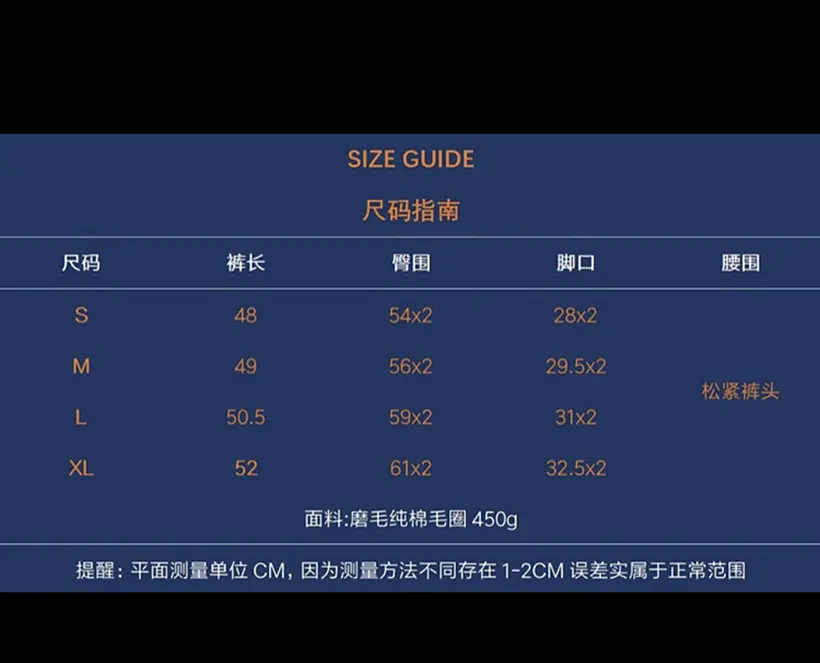 SIZE GUIDE
尺码指南
尺码 裤长 臀围 脚口 腰围
S 48 54x2 28x2
M 49 56x2 29.5x2
松紧裤头
L 50.5 59x2 31x2
XL 52 61x2 32.5x2
面料:磨毛纯棉毛圈 450g
提醒：平面测量单位 CM，因为测量方法不同存在 1-2CM 误差实属于正常范围